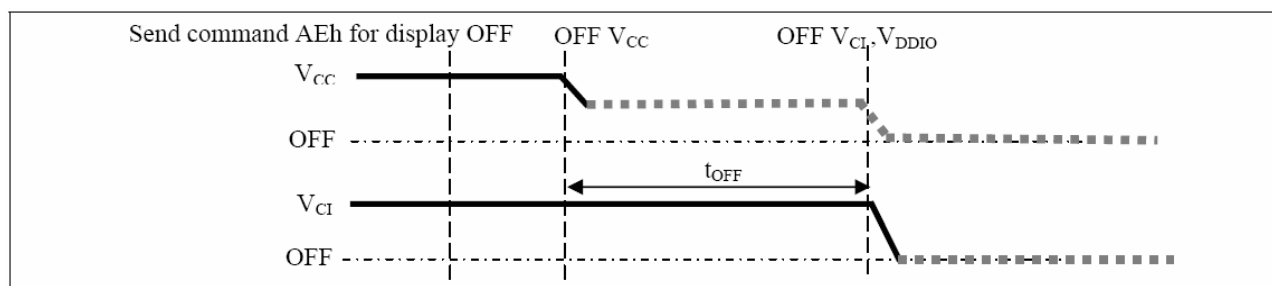 Send command AEh for display OFF OFF VCC OFF VCI ,VDDIO
VCC
OFF
tOFF
VCI
OFF